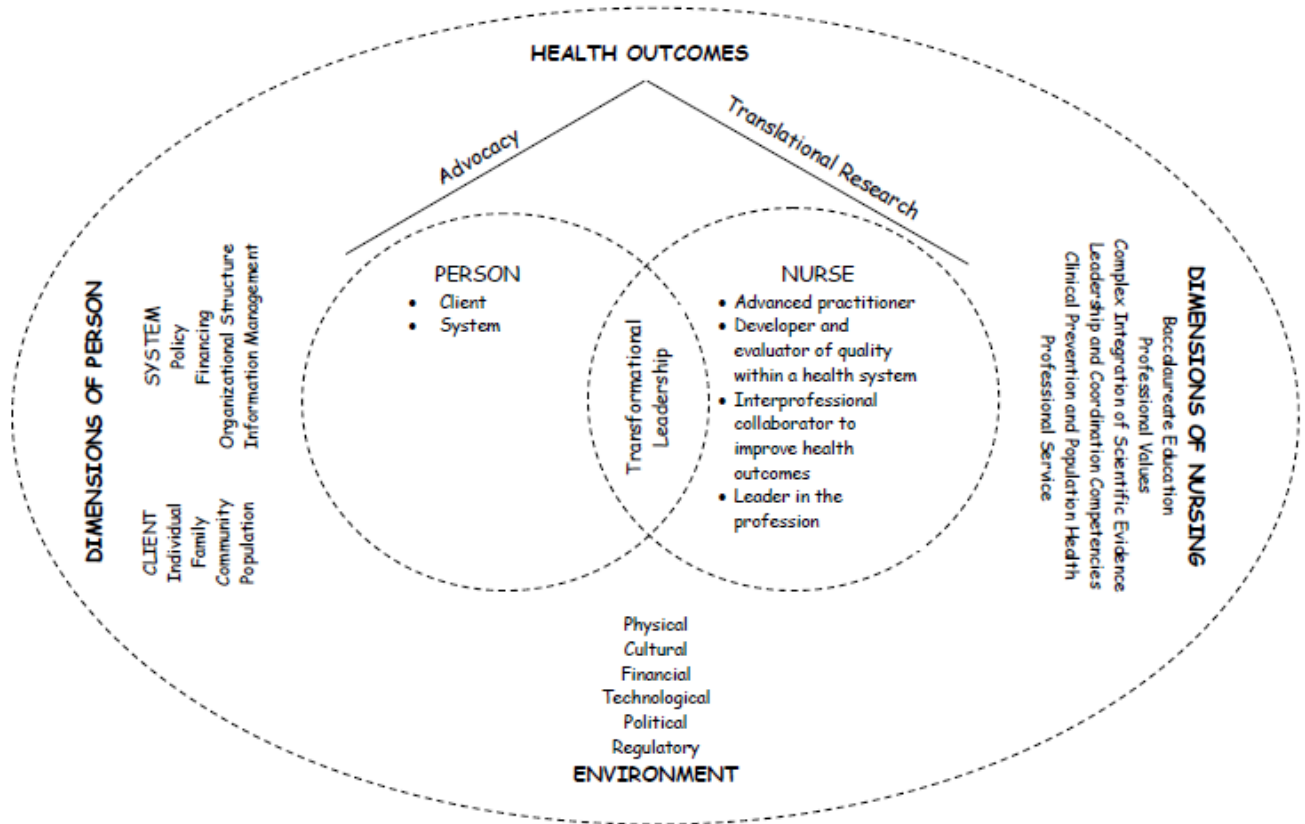 HEALTH OUTCOMES
Advocacy
Translational Research
DIMENSIONS OF PERSON
SYSTEM
Policy
Financing
Organizational Structure
Information Management
CLIENT
Individual
Family
Community
Population
PERSON
• Client
• System
Transformational
Leadership
NURSE
• Advanced practitioner
• Developer and
evaluator of quality
within a health system
• Interprofessional
collaborator to
improve health
outcomes
• Leader in the
profession
DIMENSIONS OF NURSING
Baccalaureate Education
Professional Values
Complex Integration of Scientific Evidence
Leadership and Coordination Competencies
Clinical Prevention and Population Health
Professional Service
Physical
Cultural
Financial
Technological
Political
Regulatory
ENVIRONMENT